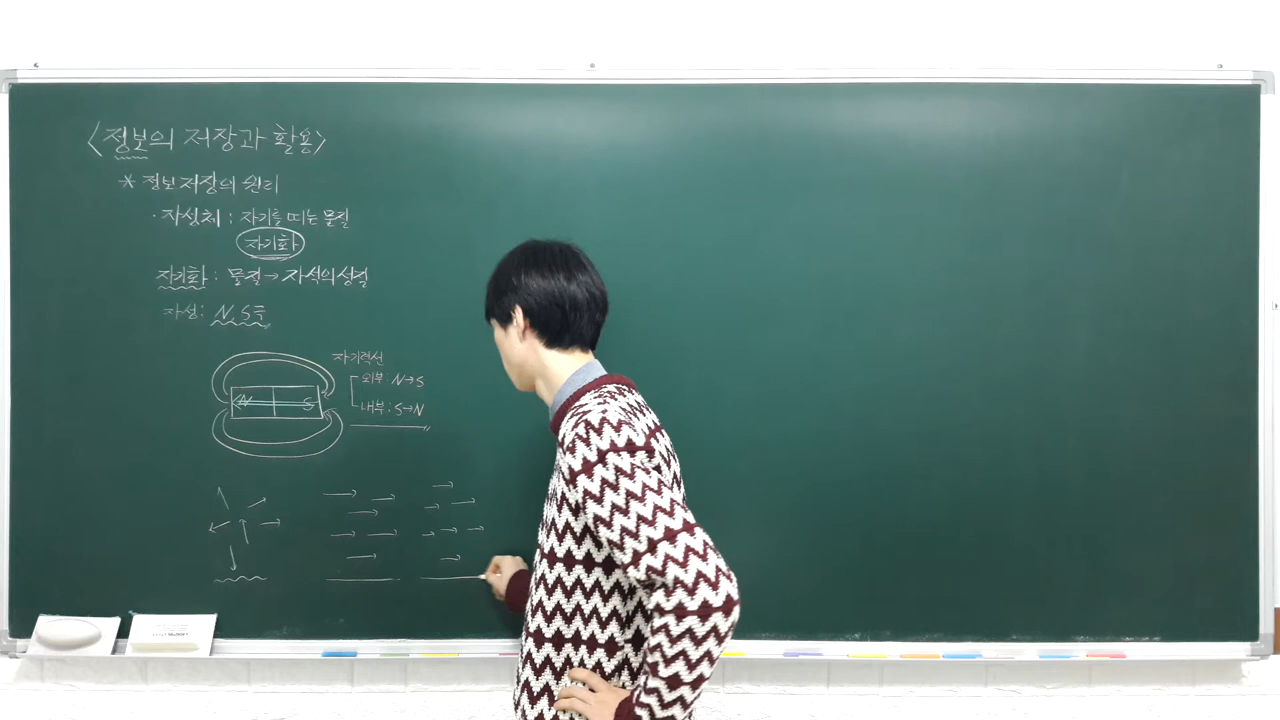 <정보의 저장과 활용>
* 정보 저장의 원리
· 자성체 : 자기를 띠는 물질
자기화
자기화 : 물질 → 자석의 성질
자성 : N, S극
자기력선
외부 : N→S
내부 : S→N
N S